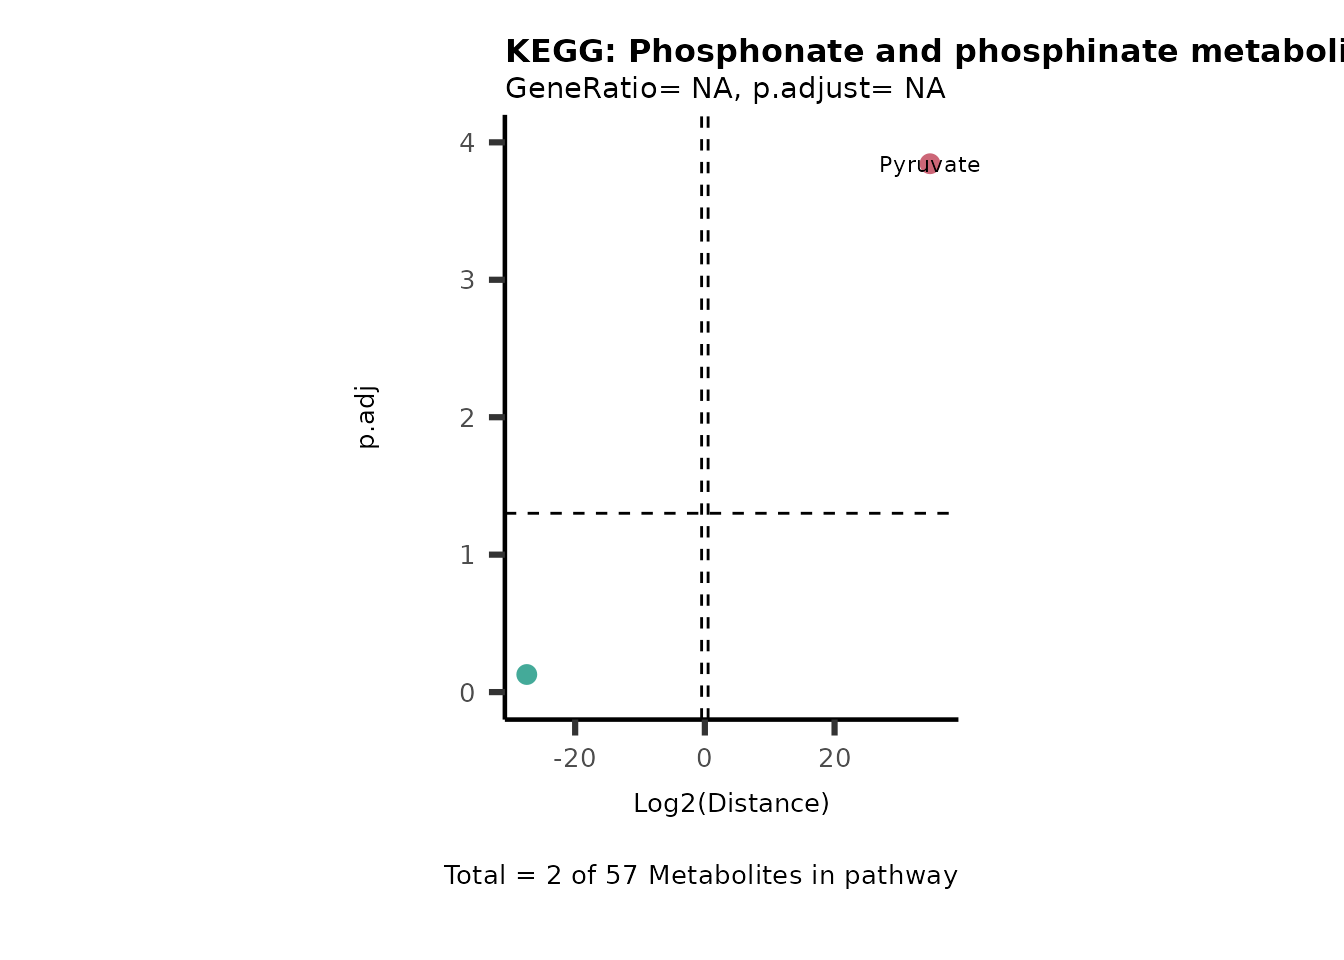 KEGG: Phosphonate and phosphinate metaboli
GeneRatio= NA, p.adjust= NA
4
Pyruvate
3
2
p.adj
1
0
-20 0 20
Log2(Distance)
Total = 2 of 57 Metabolites in pathway